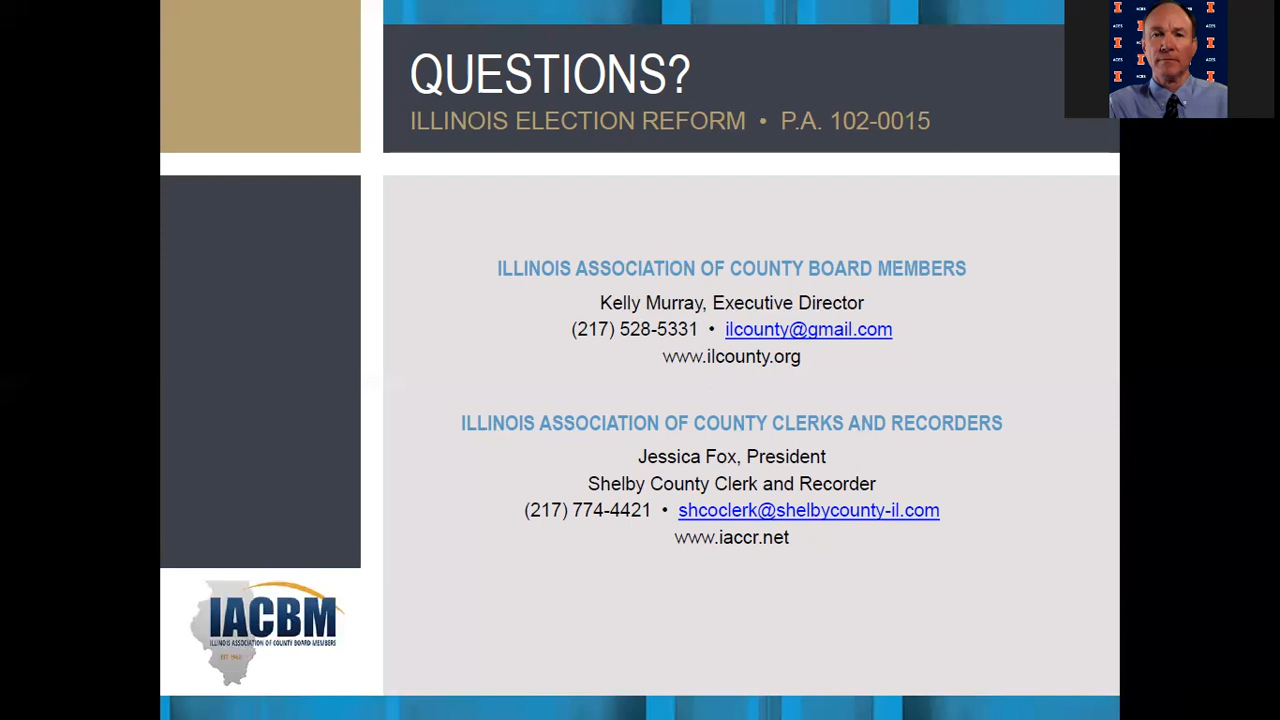 QUESTIONS?
ILLINOIS ELECTION REFORM • P.A. 102-0015
ILLINOIS ASSOCIATION OF COUNTY BOARD MEMBERS
Kelly Murray, Executive Director
(217) 528-5331 • ilcounty@gmail.com
www.ilcounty.org
ILLINOIS ASSOCIATION OF COUNTY CLERKS AND RECORDERS
Jessica Fox, President
Shelby County Clerk and Recorder
(217) 774-4421 • shcoclerk@shelbycounty-il.com
www.iaccr.net
IACBM
ILLINOIS ASSOCIATION OF COUNTY BOARD MEMBERS